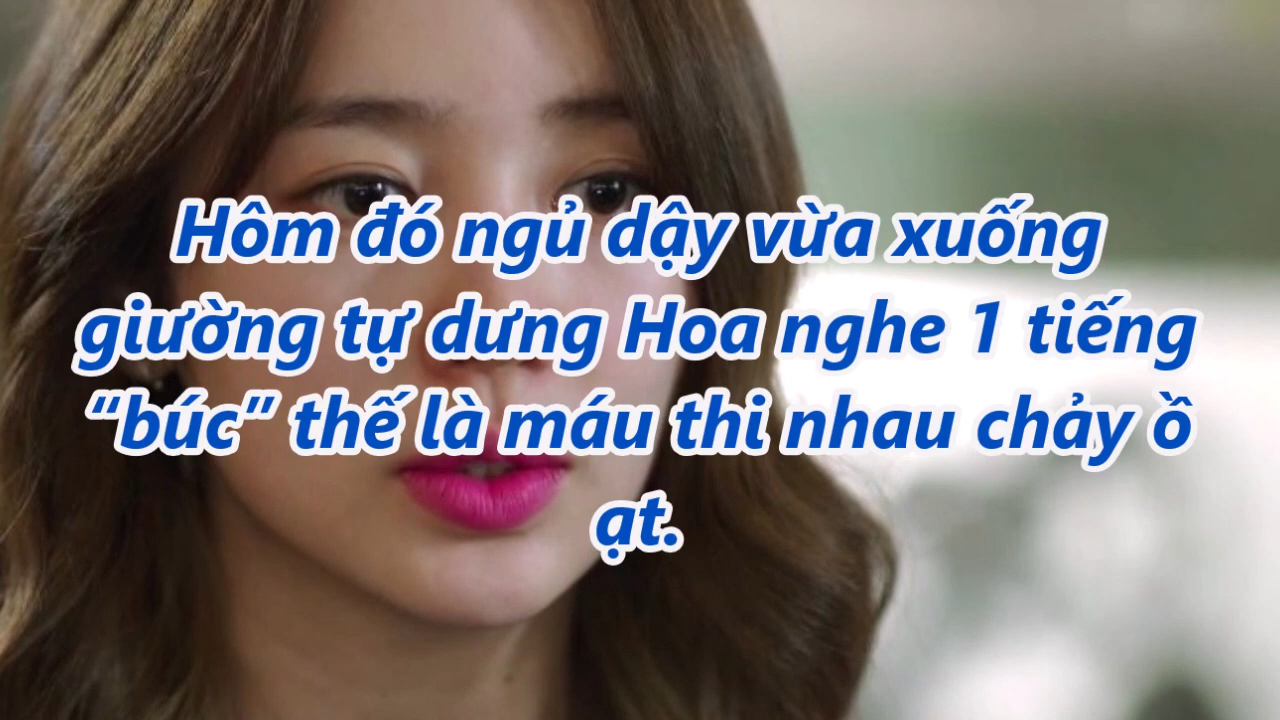 Hôm đó ngủ dậy vừa xuống
giường tự dưng Hoa nghe 1 tiếng
“búc” thế là máu thi nhau chảy ồ
ạt.